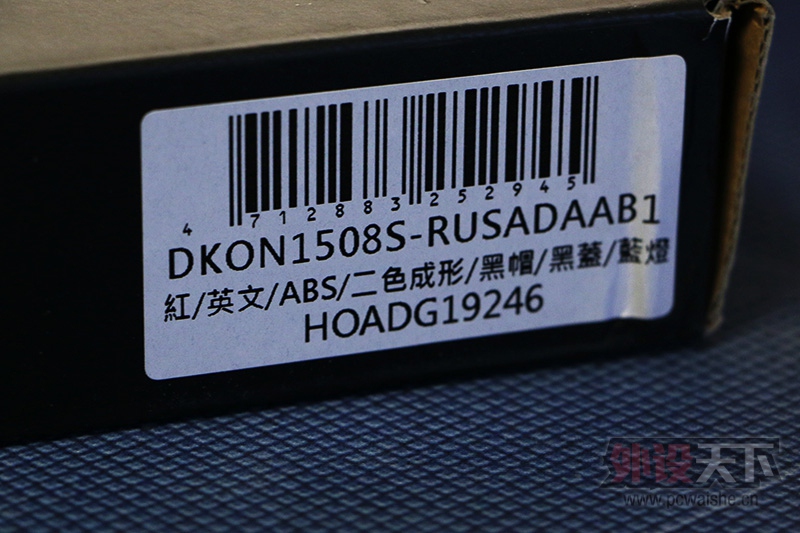 4 712883 252945
DKON1508S-RUSADAAB1
紅/英文/ABS/二色成形/黑帽/黑蓋/藍燈
HOADG19246
外设天下
www.pcwaishe.cn